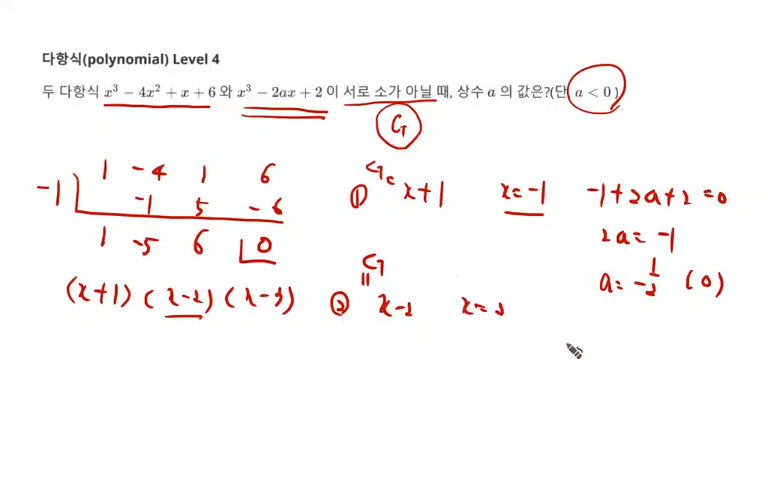 다항식(polynomial) Level 4
두 다항식 x³ − 4x² + x + 6 와 x³ − 2ax + 2 이 서로 소가 아닐 때, 상수 a 의 값은?(단 a < 0 )
G
1 -4 1 6
-1 -1 5 -6
1 -5 6 0
(x+1) (x-2) (x-3)
① G = x+1 x=-1 -1+2a+2=0
2a=-1
a=-1/2 (0)
② G = x-2 x=2